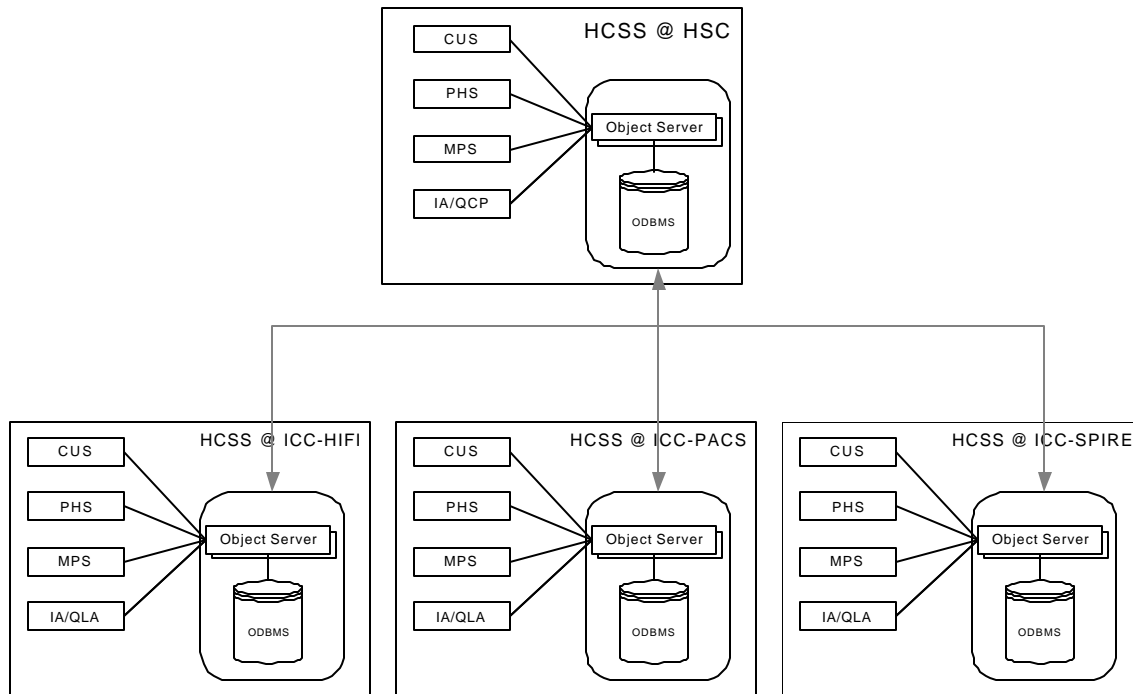 HCSS @ HSC
CUS
PHS
MPS
IA/QCP
Object Server
ODBMS
HCSS @ ICC-HIFI
CUS
PHS
MPS
IA/QLA
Object Server
ODBMS
HCSS @ ICC-PACS
CUS
PHS
MPS
IA/QLA
Object Server
ODBMS
HCSS @ ICC-SPIRE
CUS
PHS
MPS
IA/QLA
Object Server
ODBMS